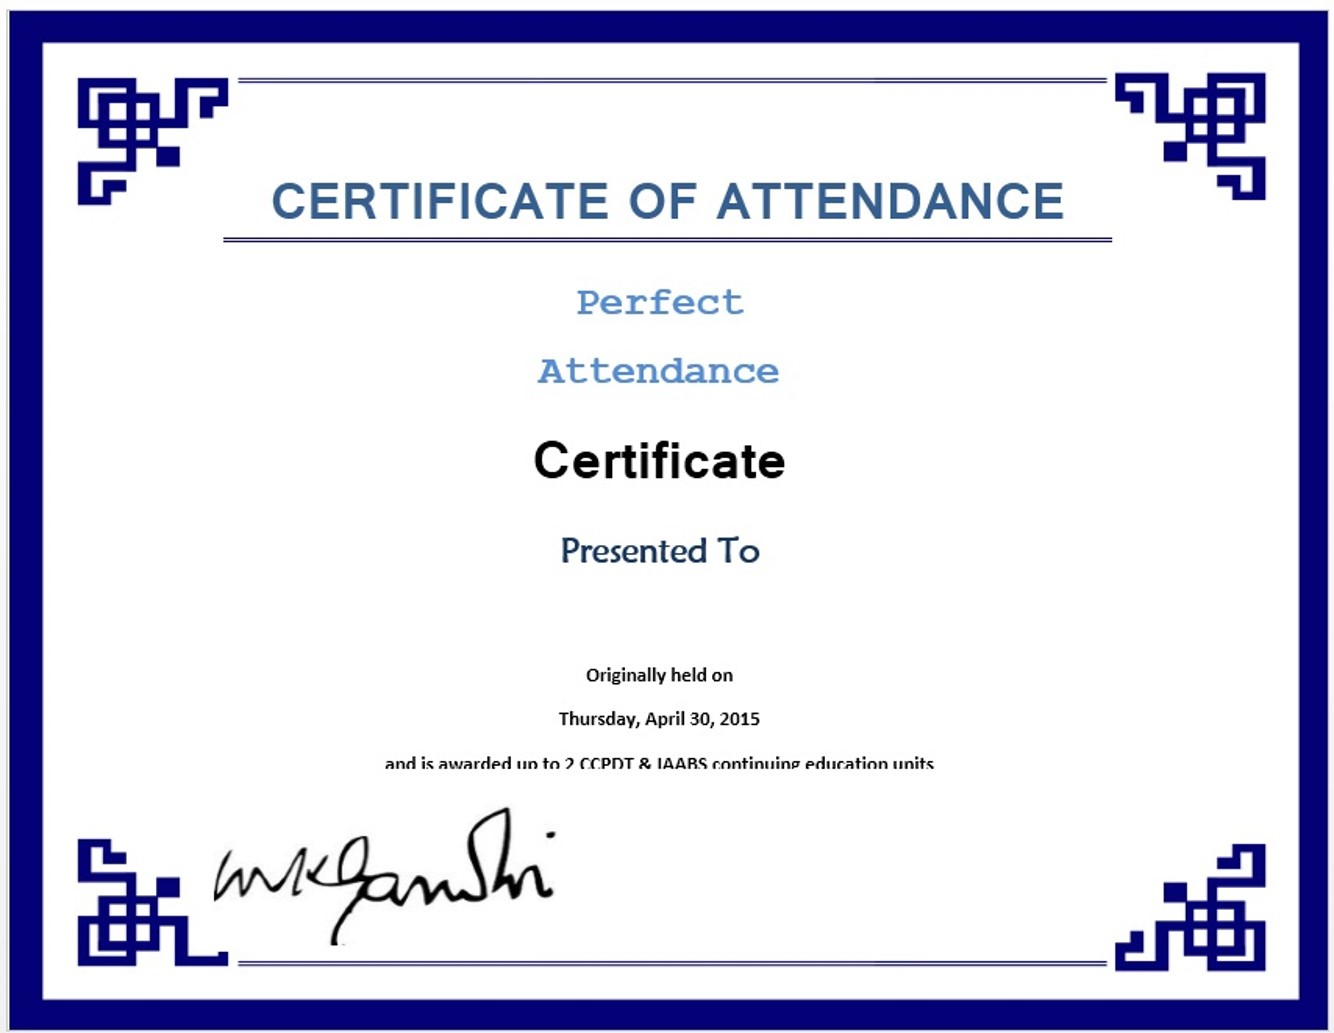 CERTIFICATE OF ATTENDANCE
Perfect
Attendance
Certificate
Presented To
Originally held on
Thursday, April 30, 2015
and is awarded up to 2 CCPDT & IAABS continuing education units
MKGandhi